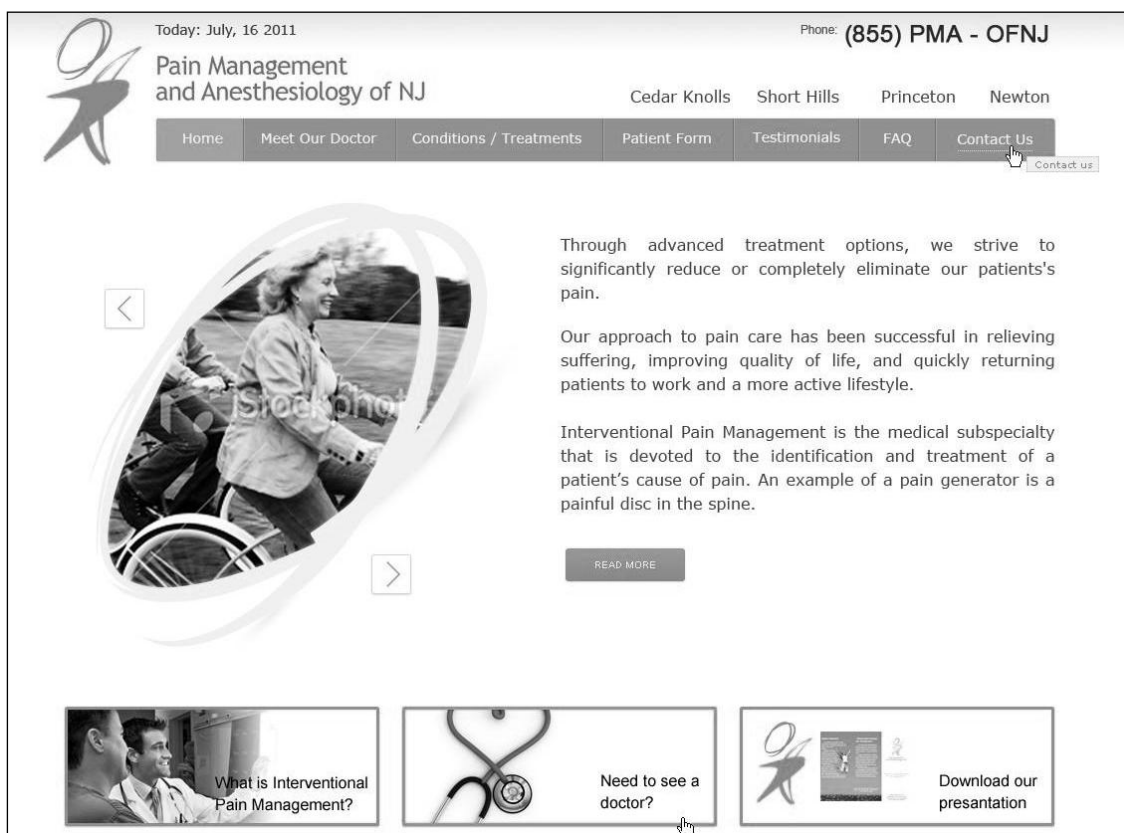 Today: July, 16 2011
Phone: (855) PMA - OFNJ
Pain Management
and Anesthesiology of NJ
Cedar Knolls Short Hills Princeton Newton
Home Meet Our Doctor Conditions / Treatments Patient Form Testimonials FAQ Contact Us
Contact us
Through advanced treatment options, we strive to
significantly reduce or completely eliminate our patients's
pain.
Our approach to pain care has been successful in relieving
suffering, improving quality of life, and quickly returning
patients to work and a more active lifestyle.
Interventional Pain Management is the medical subspecialty
that is devoted to the identification and treatment of a
patient’s cause of pain. An example of a pain generator is a
painful disc in the spine.
iStockphoto
READ MORE
What is Interventional
Pain Management?
Need to see a
doctor?
Download our
presantation